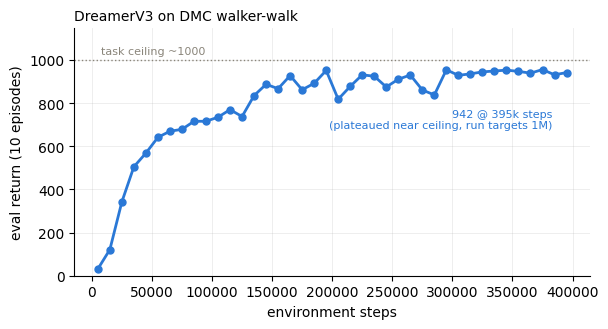 DreamerV3 on DMC walker-walk
task ceiling ~1000
1000
800
600
400
200
0
eval return (10 episodes)
942 @ 395k steps
(plateaued near ceiling, run targets 1M)
0 50000 100000 150000 200000 250000 300000 350000 400000
environment steps